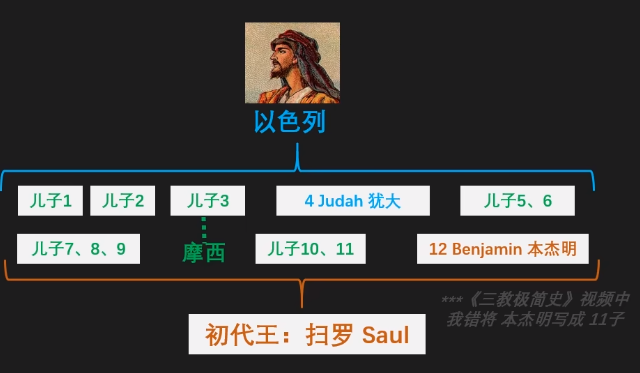 以色列
儿子1 儿子2 儿子3 4 Judah 犹大 儿子5、6
儿子7、8、9 摩西 儿子10、11 12 Benjamin 本杰明
***《三教极简史》视频中
我错将 本杰明写成 11子
初代王：扫罗 Saul